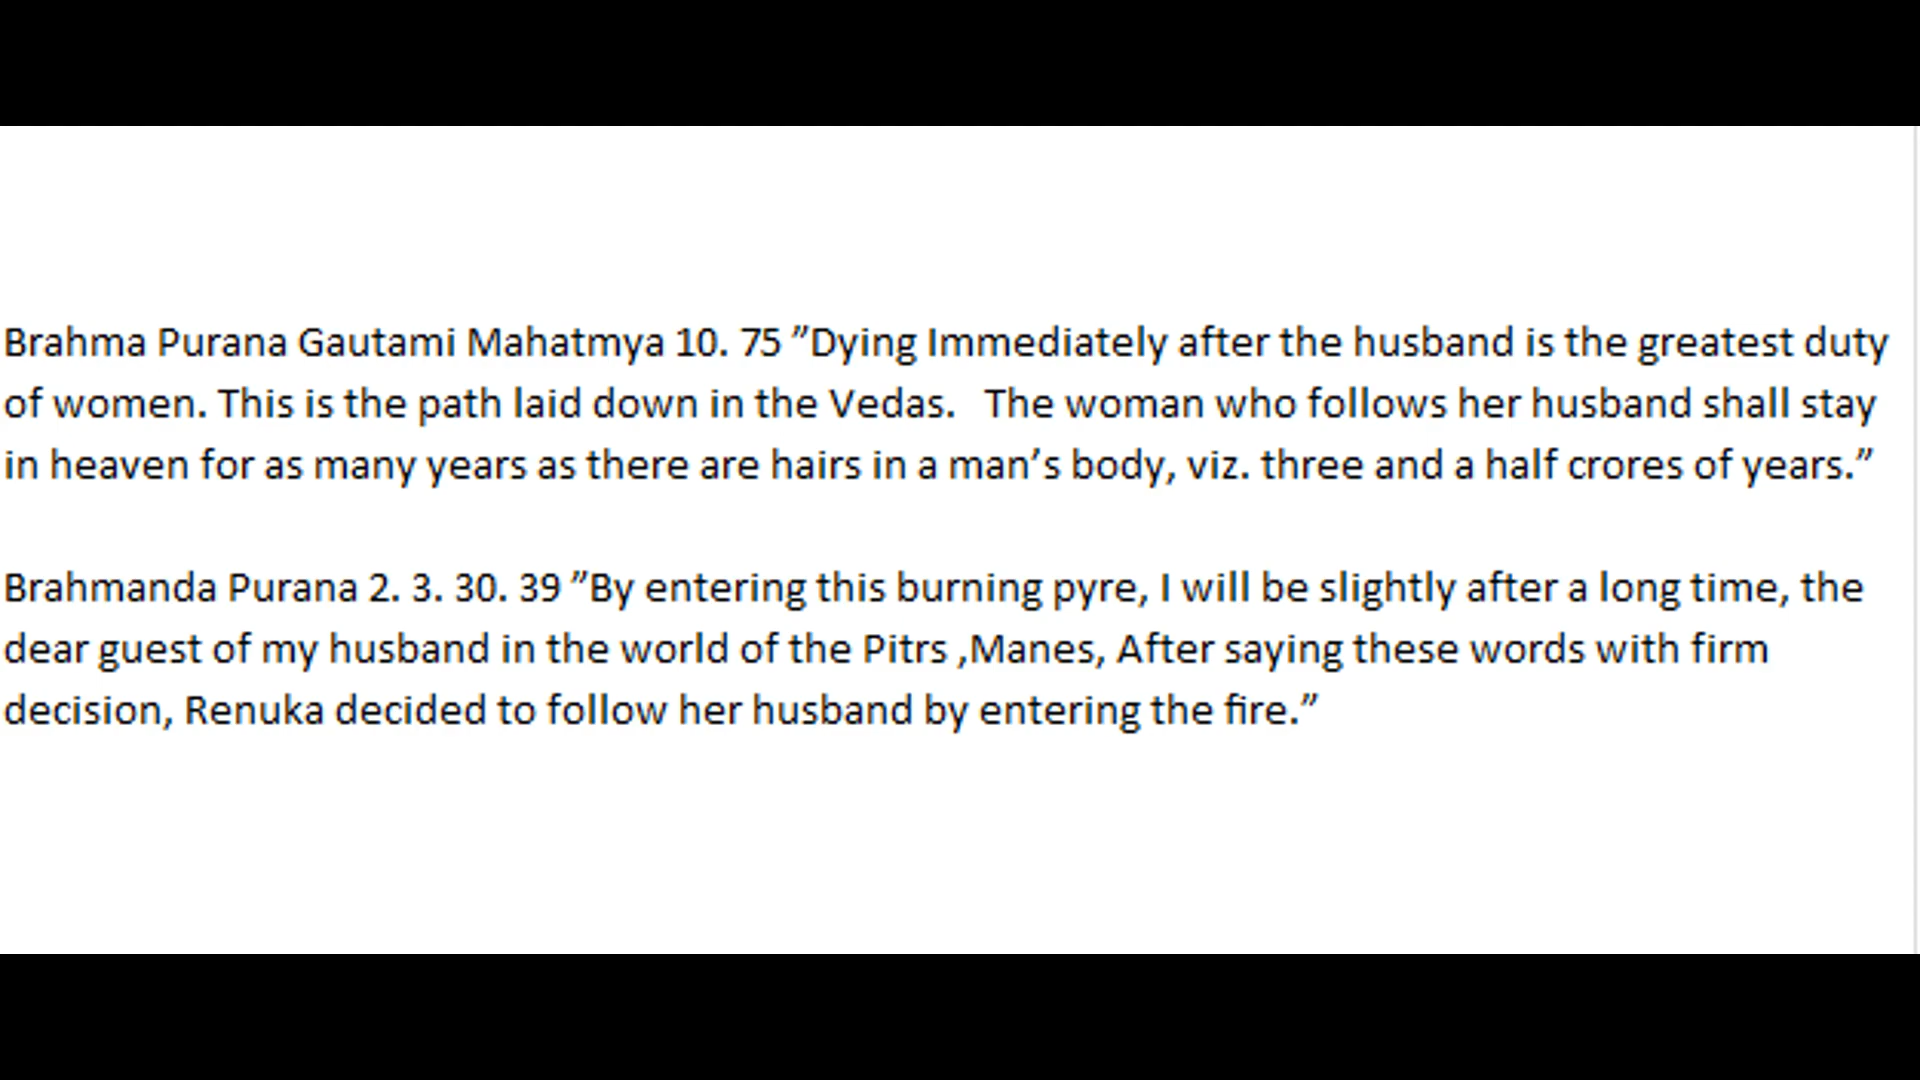 Brahma Purana Gautami Mahatmya 10. 75 ”Dying Immediately after the husband is the greatest duty
of women. This is the path laid down in the Vedas.   The woman who follows her husband shall stay
in heaven for as many years as there are hairs in a man’s body, viz. three and a half crores of years.”
Brahmanda Purana 2. 3. 30. 39 ”By entering this burning pyre, I will be slightly after a long time, the
dear guest of my husband in the world of the Pitrs ,Manes, After saying these words with firm
decision, Renuka decided to follow her husband by entering the fire.”